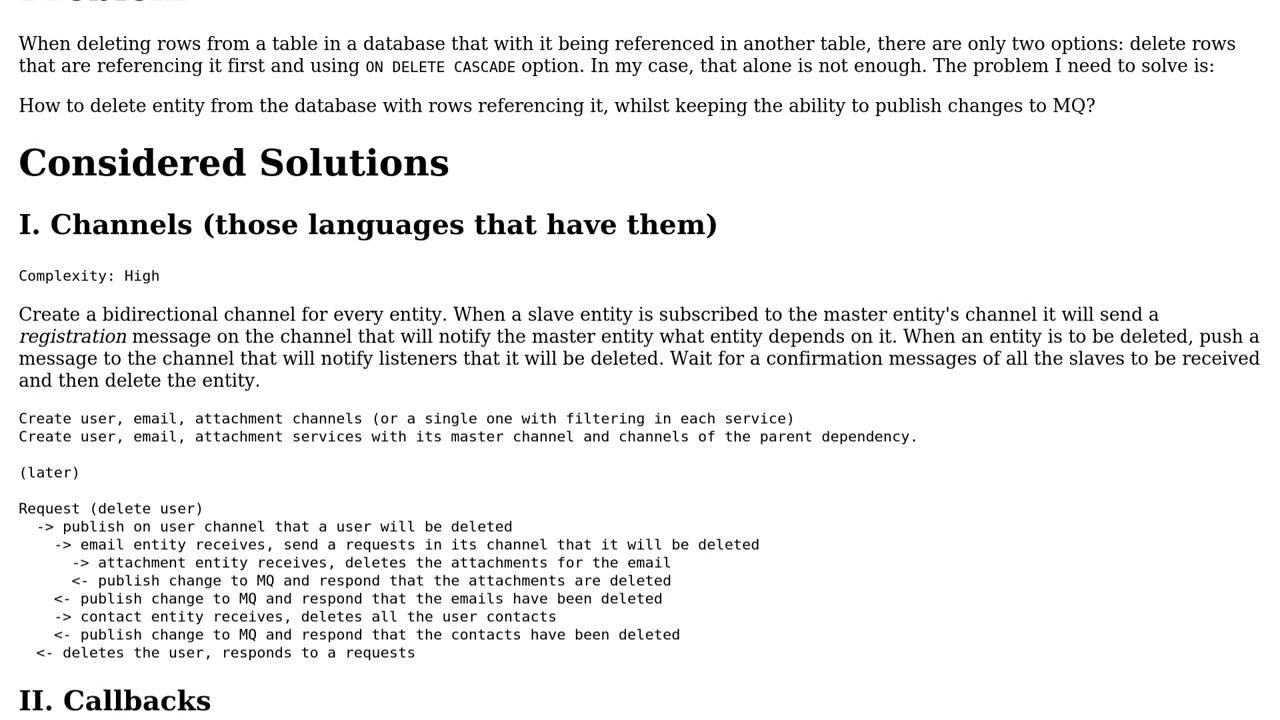 When deleting rows from a table in a database that with it being referenced in another table, there are only two options: delete rows
that are referencing it first and using ON DELETE CASCADE option. In my case, that alone is not enough. The problem I need to solve is:
How to delete entity from the database with rows referencing it, whilst keeping the ability to publish changes to MQ?
Considered Solutions
I. Channels (those languages that have them)
Complexity: High
Create a bidirectional channel for every entity. When a slave entity is subscribed to the master entity's channel it will send a
registration message on the channel that will notify the master entity what entity depends on it. When an entity is to be deleted, push a
message to the channel that will notify listeners that it will be deleted. Wait for a confirmation messages of all the slaves to be received
and then delete the entity.
Create user, email, attachment channels (or a single one with filtering in each service)
Create user, email, attachment services with its master channel and channels of the parent dependency.
(later)
Request (delete user)
-> publish on user channel that a user will be deleted
-> email entity receives, send a requests in its channel that it will be deleted
-> attachment entity receives, deletes the attachments for the email
<- publish change to MQ and respond that the attachments are deleted
<- publish change to MQ and respond that the emails have been deleted
-> contact entity receives, deletes all the user contacts
<- publish change to MQ and respond that the contacts have been deleted
<- deletes the user, responds to a requests
II. Callbacks